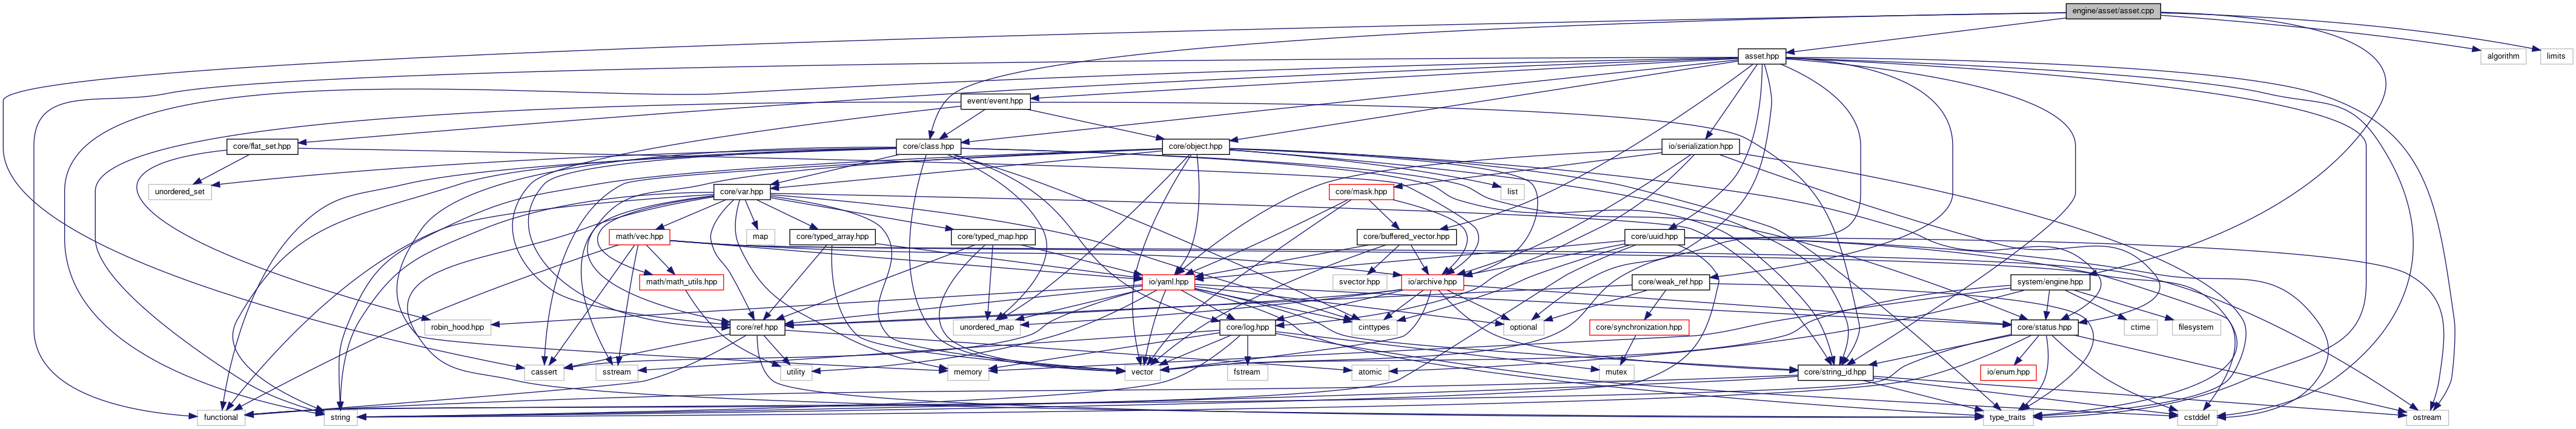 engine/asset/asset.cpp
asset.hpp
algorithm
limits
event/event.hpp
core/flat_set.hpp
core/class.hpp
core/object.hpp
io/serialization.hpp
unordered_set
core/var.hpp
core/mask.hpp
list
math/vec.hpp
map
core/typed_array.hpp
core/typed_map.hpp
core/buffered_vector.hpp
core/uuid.hpp
math/math_utils.hpp
io/yaml.hpp
svector.hpp
io/archive.hpp
core/weak_ref.hpp
system/engine.hpp
robin_hood.hpp
core/ref.hpp
unordered_map
core/log.hpp
cinttypes
optional
core/synchronization.hpp
core/status.hpp
ctime
filesystem
cassert
sstream
utility
memory
vector
fstream
atomic
mutex
core/string_id.hpp
io/enum.hpp
functional
string
type_traits
cstddef
ostream